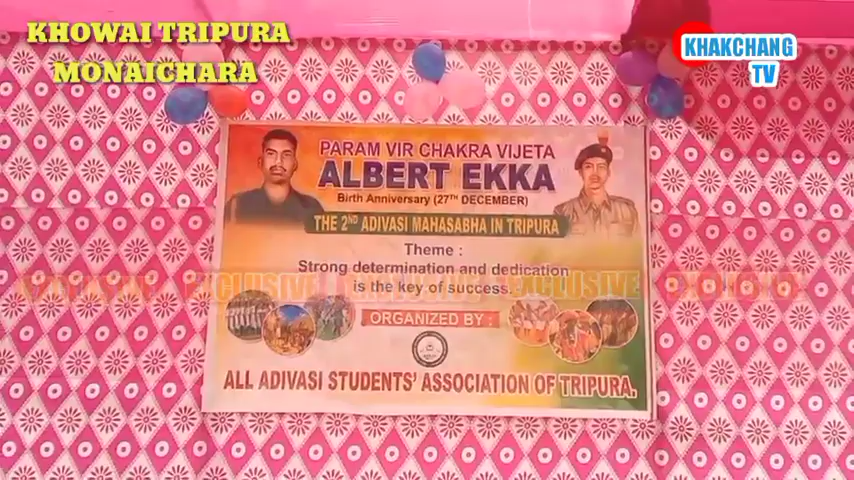 KHOWAI TRIPURA
MONAICHARA
KHAKCHANG
TV
PARAM VIR CHAKRA VIJETA
ALBERT EKKA
Birth Anniversary (27TH DECEMBER)
THE 2ND ADIVASI MAHASABHA IN TRIPURA
Theme :
Strong determination and dedication
is the key of success.
EXCLUSIVE EXCLUSIVE
ORGANIZED BY :
ALL ADIVASI STUDENTS' ASSOCIATION OF TRIPURA.